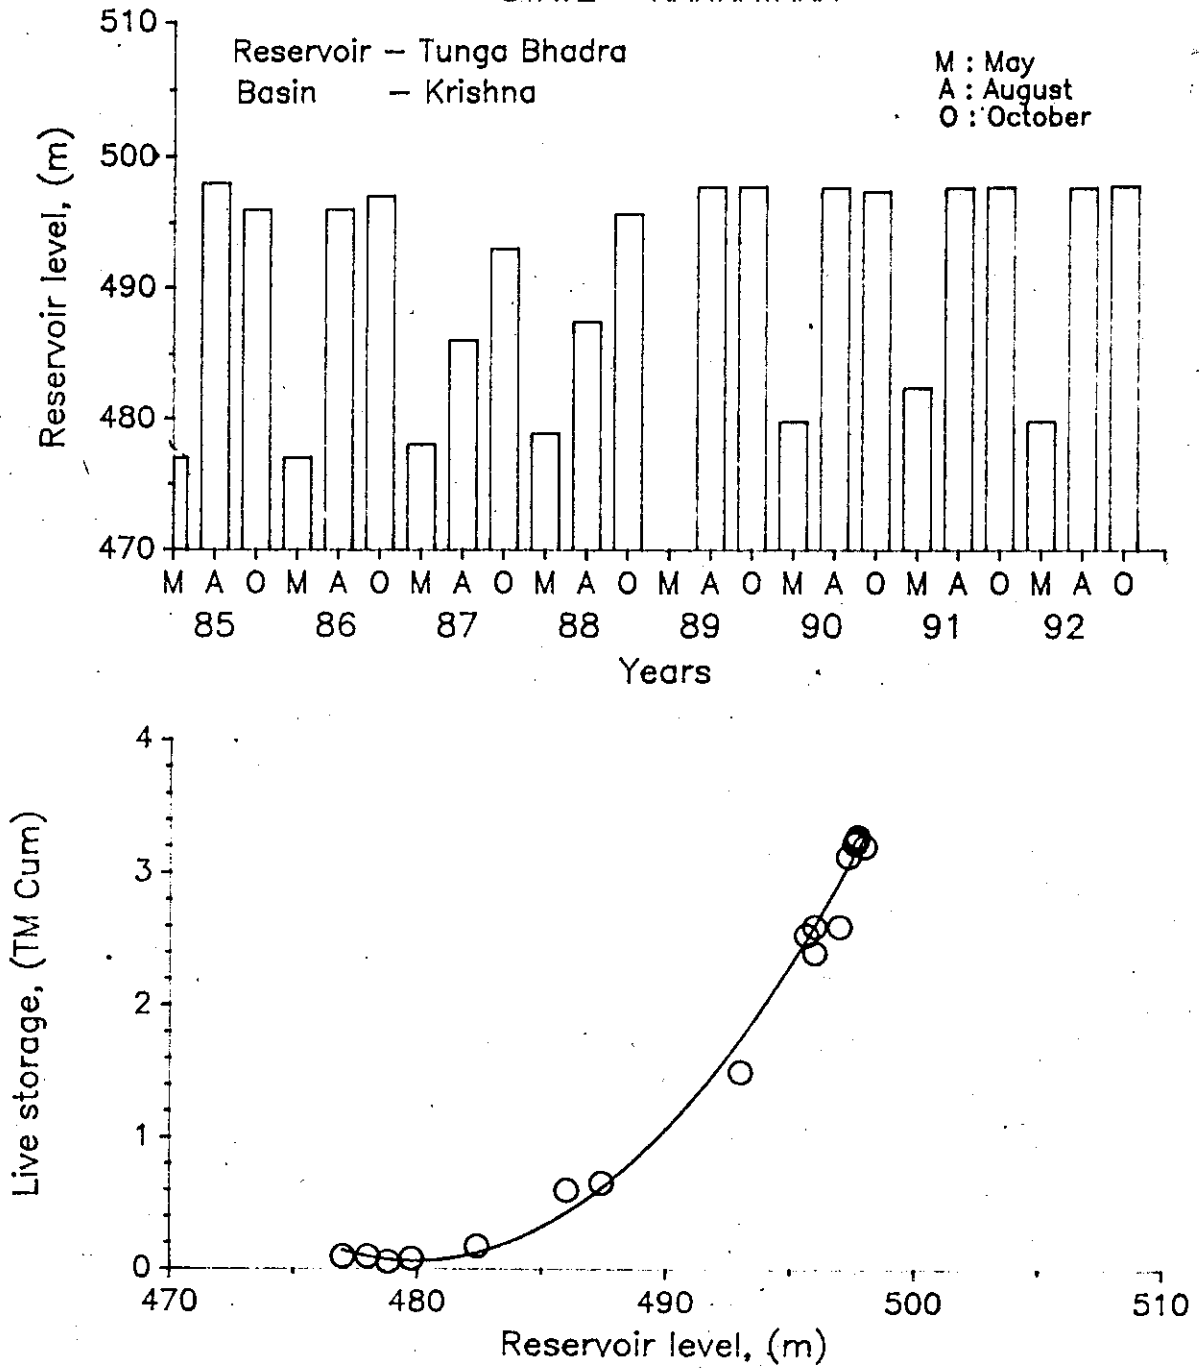 510
Reservoir – Tunga Bhadra
Basin – Krishna
M : May
A : August
O : October
500
490
480
470
Reservoir level, (m)
M A O M A O M A O M A O M A O M A O M A O M A O
85 86 87 88 89 90 91 92
Years
4
3
2
1
0
Live storage, (TM Cum)
470 480 490 500 510
Reservoir level, (m)